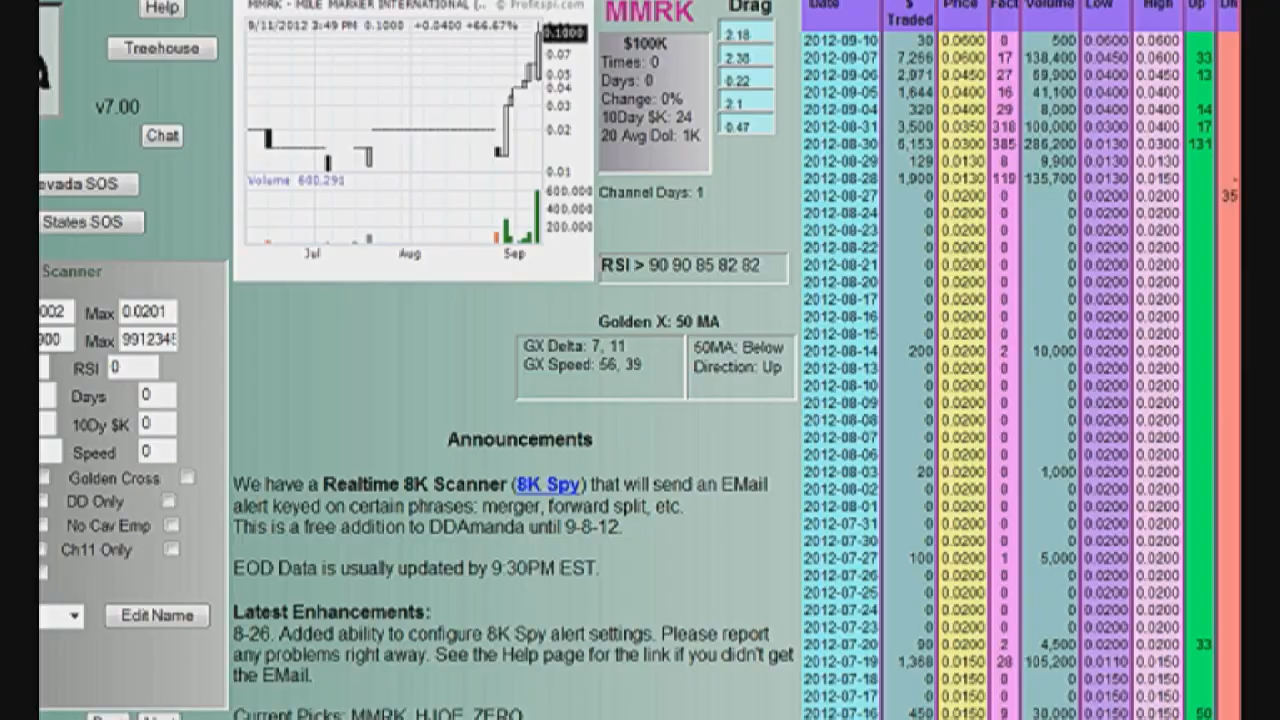 Help
Treehouse
v7.00
Chat
evada SOS
States SOS
Scanner
002 Max 0.0201
000 Max 9912345
RSI 0
Days 0
10Dy $K 0
Speed 0
Golden Cross
DD Only
No Cav Emp
Ch11 Only
Edit Name
MMRK - MILE MARKER INTERNATIONAL (.. © Profitspi.com
9/11/2012 3:49 PM 0.1000 +0.0400 +66.67%
0.1000
0.07
0.05
0.04
0.03
0.02
0.01
Volume 600,291
600,000
400,000
200,000
Jul Aug Sep
MMRK
$100K
Times: 0
Days: 0
Change: 0%
10Day $K: 24
20 Avg Dol: 1K
Drag
2.18
2.36
0.22
2.1
0.47
Channel Days: 1
RSI > 90 90 85 82 82
Golden X: 50 MA
GX Delta: 7, 11
GX Speed: 56, 39
50MA: Below
Direction: Up
Announcements
We have a Realtime 8K Scanner (8K Spy) that will send an EMail
alert keyed on certain phrases: merger, forward split, etc.
This is a free addition to DDAmanda until 9-8-12.
EOD Data is usually updated by 9:30PM EST.
Latest Enhancements:
8-26. Added ability to configure 8K Spy alert settings. Please report
any problems right away. See the Help page for the link if you didn't get
the EMail.
Current Picks: MMRK, HJOE, ZERO
Date $ Traded Price Fact Volume Low High Up Dn
2012-09-10 30 0.0600 0 500 0.0600 0.0600
2012-09-07 7,266 0.0600 17 138,400 0.0400 0.0600 33
2012-09-06 2,971 0.0450 27 69,900 0.0400 0.0450 13
2012-09-05 1,644 0.0400 16 41,100 0.0400 0.0400
2012-09-04 320 0.0400 29 8,000 0.0400 0.0400 14
2012-08-31 3,500 0.0350 318 100,000 0.0300 0.0400 17
2012-08-30 5,153 0.0300 385 286,200 0.0130 0.0300 131
2012-08-29 129 0.0130 8 9,900 0.0130 0.0130
2012-08-28 1,900 0.0130 119 135,700 0.0130 0.0150 -35
2012-08-27 0 0.0200 0 0 0.0200 0.0200
2012-08-24 0 0.0200 0 0 0.0200 0.0200
2012-08-23 0 0.0200 0 0 0.0200 0.0200
2012-08-22 0 0.0200 0 0 0.0200 0.0200
2012-08-21 0 0.0200 0 0 0.0200 0.0200
2012-08-20 0 0.0200 0 0 0.0200 0.0200
2012-08-17 0 0.0200 0 0 0.0200 0.0200
2012-08-16 0 0.0200 0 0 0.0200 0.0200
2012-08-15 0 0.0200 0 0 0.0200 0.0200
2012-08-14 200 0.0200 2 10,000 0.0200 0.0200
2012-08-13 0 0.0200 0 0 0.0200 0.0200
2012-08-10 0 0.0200 0 0 0.0200 0.0200
2012-08-09 0 0.0200 0 0 0.0200 0.0200
2012-08-08 0 0.0200 0 0 0.0200 0.0200
2012-08-07 0 0.0200 0 0 0.0200 0.0200
2012-08-06 0 0.0200 0 0 0.0200 0.0200
2012-08-03 20 0.0200 0 1,000 0.0200 0.0200
2012-08-02 0 0.0200 0 0 0.0200 0.0200
2012-08-01 0 0.0200 0 0 0.0200 0.0200
2012-07-31 0 0.0200 0 0 0.0200 0.0200
2012-07-30 0 0.0200 0 0 0.0200 0.0200
2012-07-27 100 0.0200 1 5,000 0.0200 0.0200
2012-07-26 0 0.0200 0 0 0.0200 0.0200
2012-07-25 0 0.0200 0 0 0.0200 0.0200
2012-07-24 0 0.0200 0 0 0.0200 0.0200
2012-07-23 0 0.0200 0 0 0.0200 0.0200
2012-07-20 90 0.0200 2 4,500 0.0200 0.0200 33
2012-07-19 1,368 0.0150 28 105,200 0.0110 0.0150
2012-07-18 0 0.0150 0 0 0.0150 0.0150
2012-07-17 0 0.0150 0 0 0.0150 0.0150
2012-07-16 450 0.0150 9 30,000 0.0150 0.0150 50